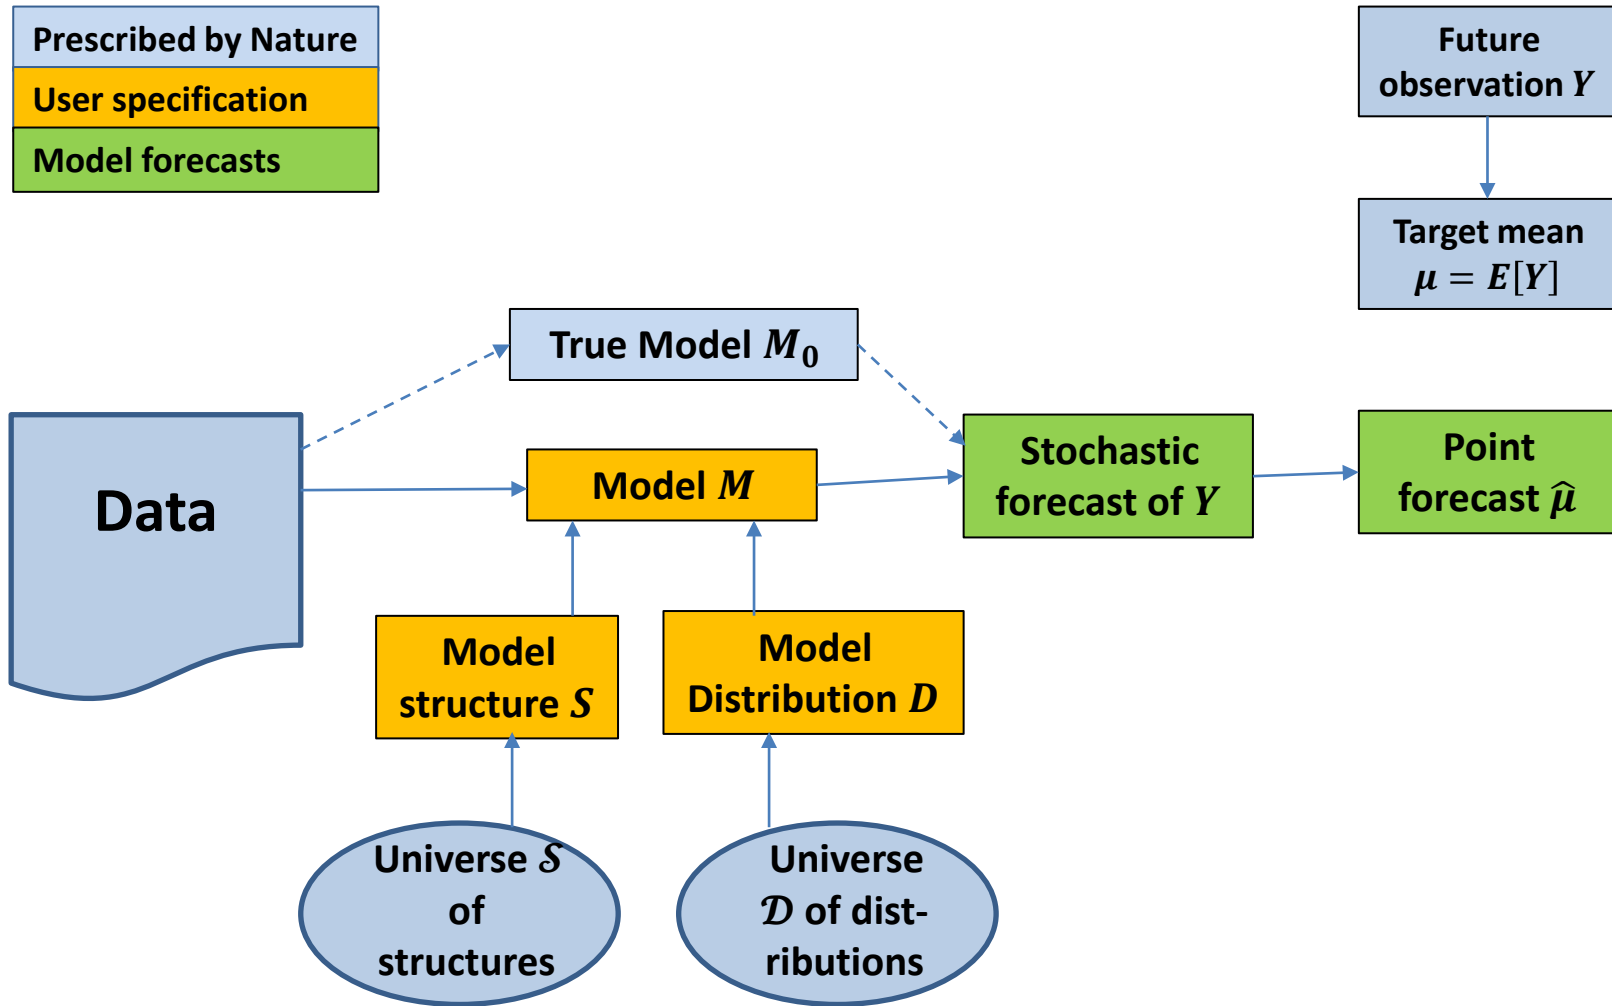 Prescribed by Nature
User specification
Model forecasts
Future
observation Y
Target mean
μ = E[Y]
True Model M₀
Data
Model M
Stochastic
forecast of Y
Point
forecast μ̂
Model
structure S
Model
Distribution D
Universe 𝒮
of
structures
Universe
𝒟 of dist-
ributions